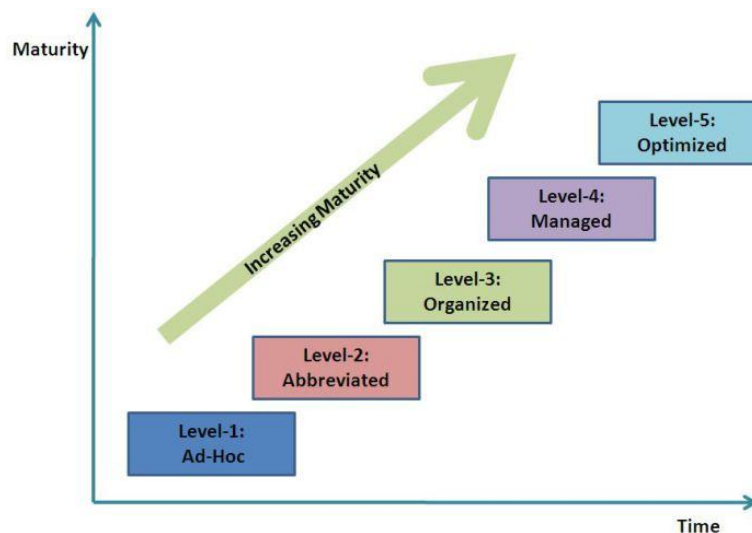 Maturity
Increasing Maturity
Level-5:
Optimized
Level-4:
Managed
Level-3:
Organized
Level-2:
Abbreviated
Level-1:
Ad-Hoc
Time